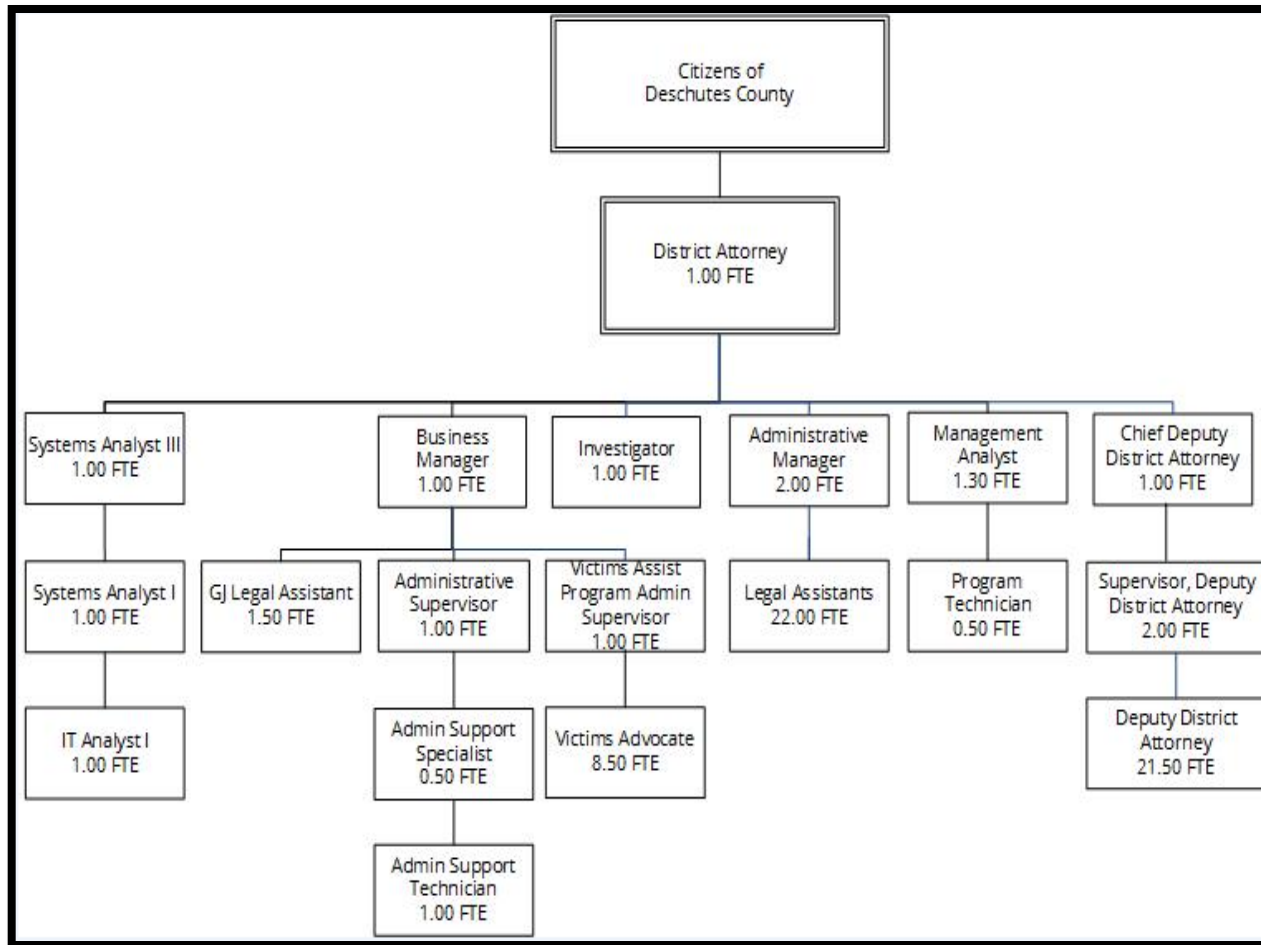 Citizens of
Deschutes County
District Attorney
1.00 FTE
Systems Analyst III
1.00 FTE
Business
Manager
1.00 FTE
Investigator
1.00 FTE
Administrative
Manager
2.00 FTE
Management
Analyst
1.30 FTE
Chief Deputy
District Attorney
1.00 FTE
Systems Analyst I
1.00 FTE
GJ Legal Assistant
1.50 FTE
Administrative
Supervisor
1.00 FTE
Victims Assist
Program Admin
Supervisor
1.00 FTE
Legal Assistants
22.00 FTE
Program
Technician
0.50 FTE
Supervisor, Deputy
District Attorney
2.00 FTE
IT Analyst I
1.00 FTE
Admin Support
Specialist
0.50 FTE
Victims Advocate
8.50 FTE
Deputy District
Attorney
21.50 FTE
Admin Support
Technician
1.00 FTE